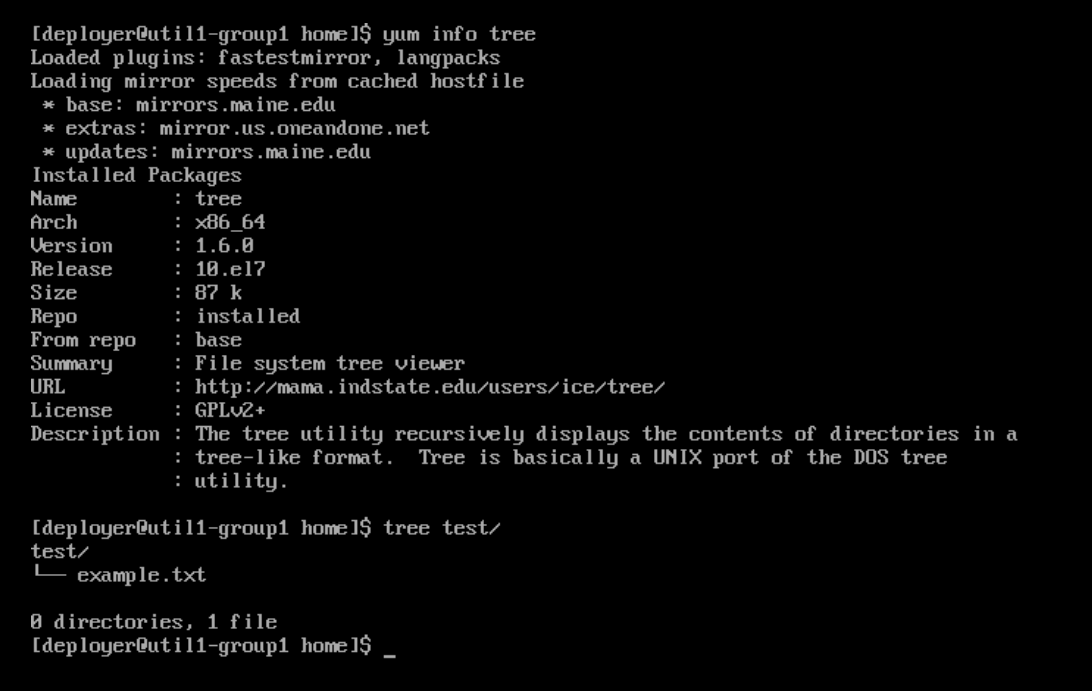 [deployer@util1-group1 home]$ yum info tree
Loaded plugins: fastestmirror, langpacks
Loading mirror speeds from cached hostfile
 * base: mirrors.maine.edu
 * extras: mirror.us.oneandone.net
 * updates: mirrors.maine.edu
Installed Packages
Name        : tree
Arch        : x86_64
Version     : 1.6.0
Release     : 10.el7
Size        : 87 k
Repo        : installed
From repo   : base
Summary     : File system tree viewer
URL         : http://mama.indstate.edu/users/ice/tree/
License     : GPLv2+
Description : The tree utility recursively displays the contents of directories in a
            : tree-like format.  Tree is basically a UNIX port of the DOS tree
            : utility.
[deployer@util1-group1 home]$ tree test/
test/
└── example.txt
0 directories, 1 file
[deployer@util1-group1 home]$ _